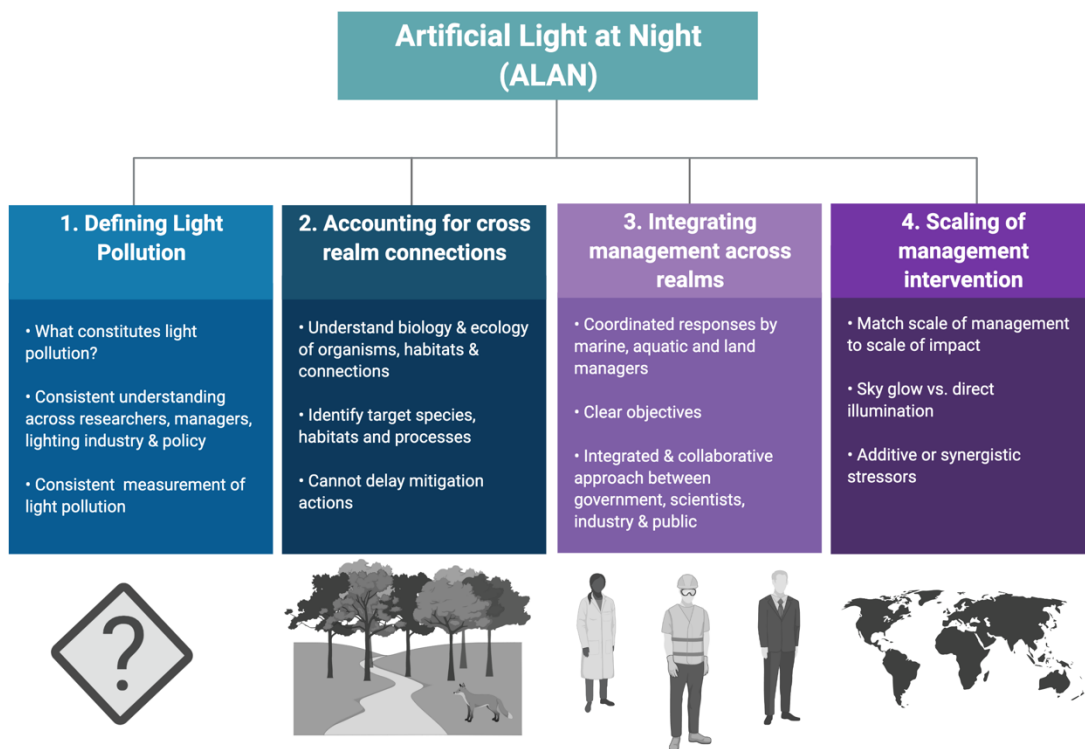 Artificial Light at Night
(ALAN)
1. Defining Light
Pollution
• What constitutes light
pollution?
• Consistent understanding
across researchers, managers,
lighting industry & policy
• Consistent  measurement of
light pollution
2. Accounting for cross
realm connections
• Understand biology & ecology
of organisms, habitats &
connections
• Identify target species,
habitats and processes
• Cannot delay mitigation
actions
3. Integrating
management across
realms
• Coordinated responses by
marine, aquatic and land
managers
• Clear objectives
• Integrated & collaborative
approach between
government, scientists,
industry & public
4. Scaling of
management
intervention
• Match scale of management
to scale of impact
• Sky glow vs. direct
illumination
• Additive or synergistic
stressors
?